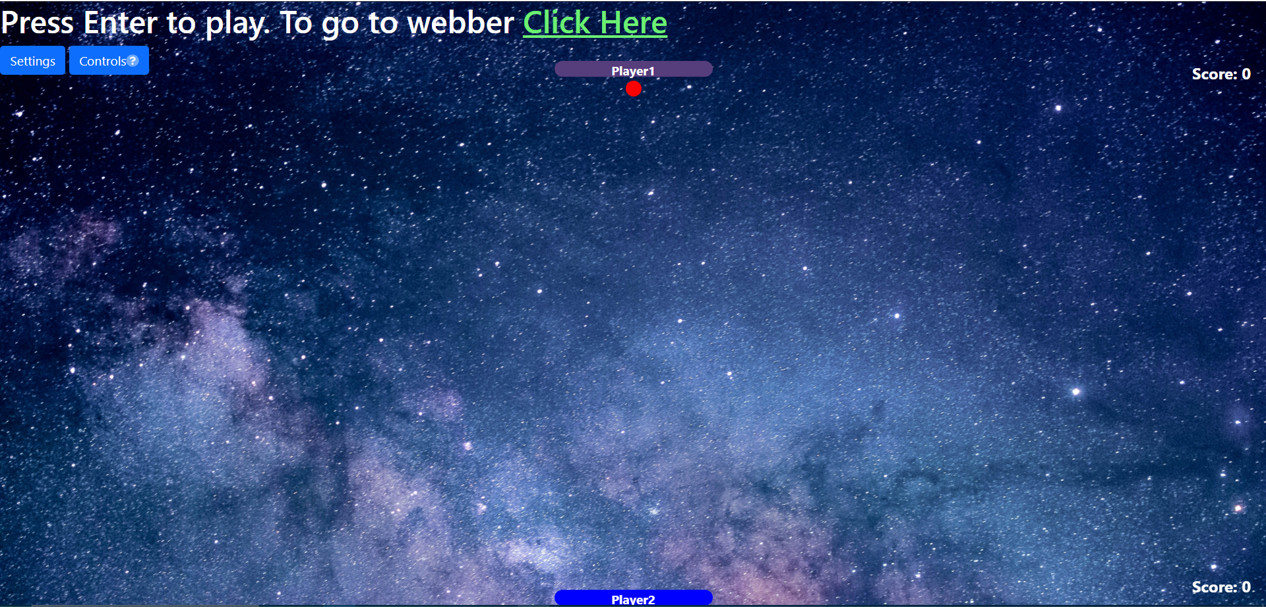 Press Enter to play. To go to webber Click Here
Settings Controls?
Player1
Score: 0
Score: 0
Player2